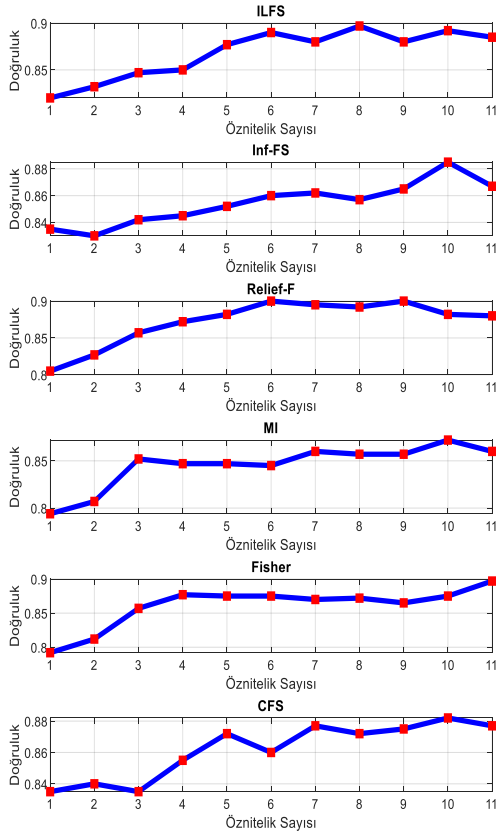 ILFS
0.9
0.85
Doğruluk
1 2 3 4 5 6 7 8 9 10 11
Öznitelik Sayısı
Inf-FS
0.88
0.86
0.84
Doğruluk
1 2 3 4 5 6 7 8 9 10 11
Öznitelik Sayısı
Relief-F
0.9
0.85
0.8
Doğruluk
1 2 3 4 5 6 7 8 9 10 11
Öznitelik Sayısı
MI
0.85
0.8
Doğruluk
1 2 3 4 5 6 7 8 9 10 11
Öznitelik Sayısı
Fisher
0.9
0.85
0.8
Doğruluk
1 2 3 4 5 6 7 8 9 10 11
Öznitelik Sayısı
CFS
0.88
0.86
0.84
Doğruluk
1 2 3 4 5 6 7 8 9 10 11
Öznitelik Sayısı